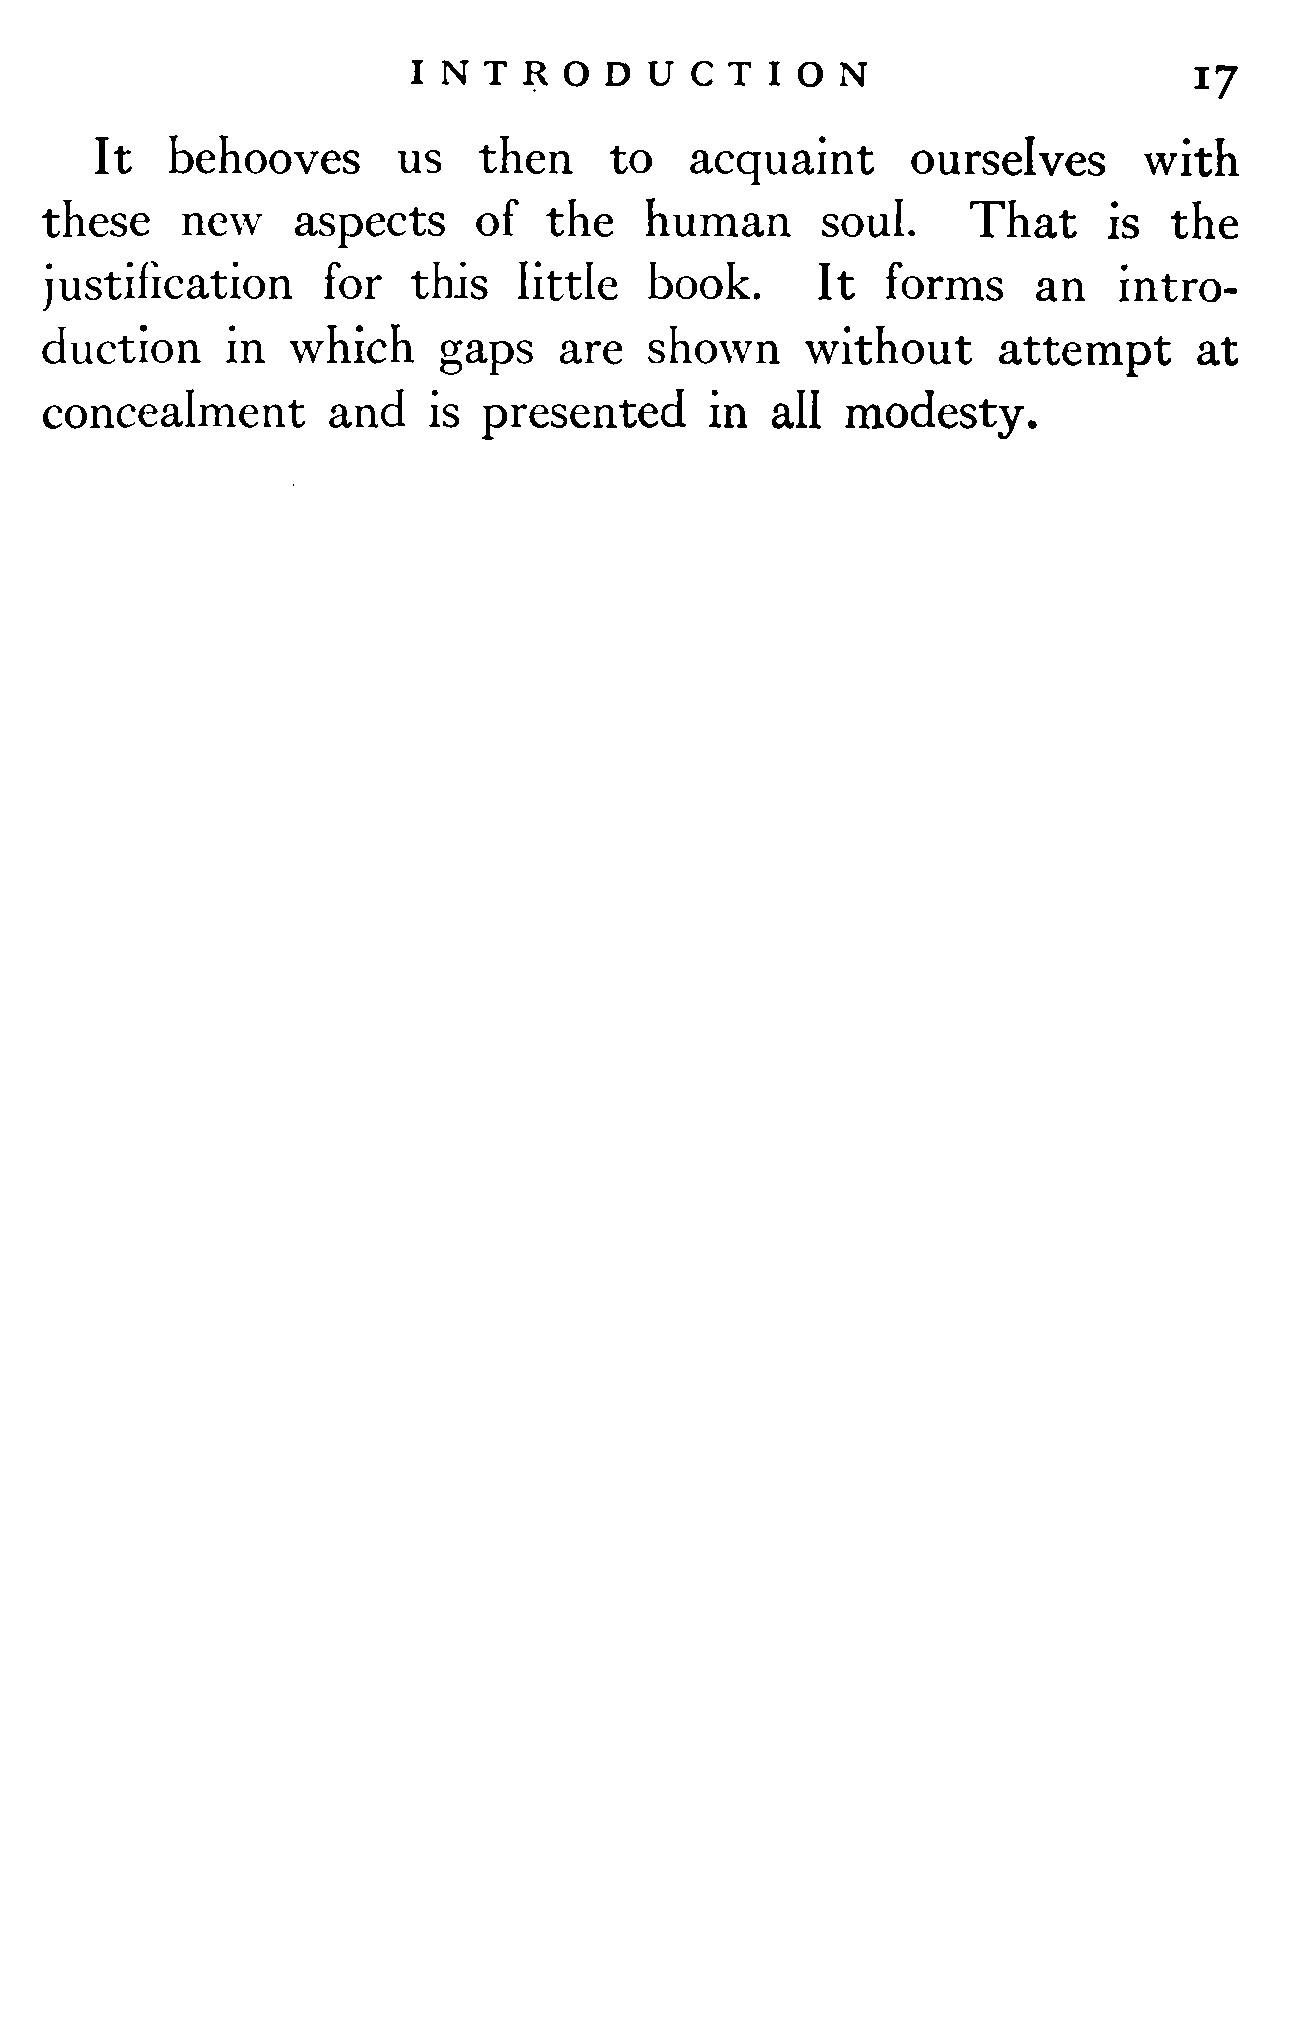 INTRODUCTION 17
It behooves us then to acquaint ourselves with
these new aspects of the human soul. That is the
justification for this little book. It forms an intro-
duction in which gaps are shown without attempt at
concealment and is presented in all modesty.